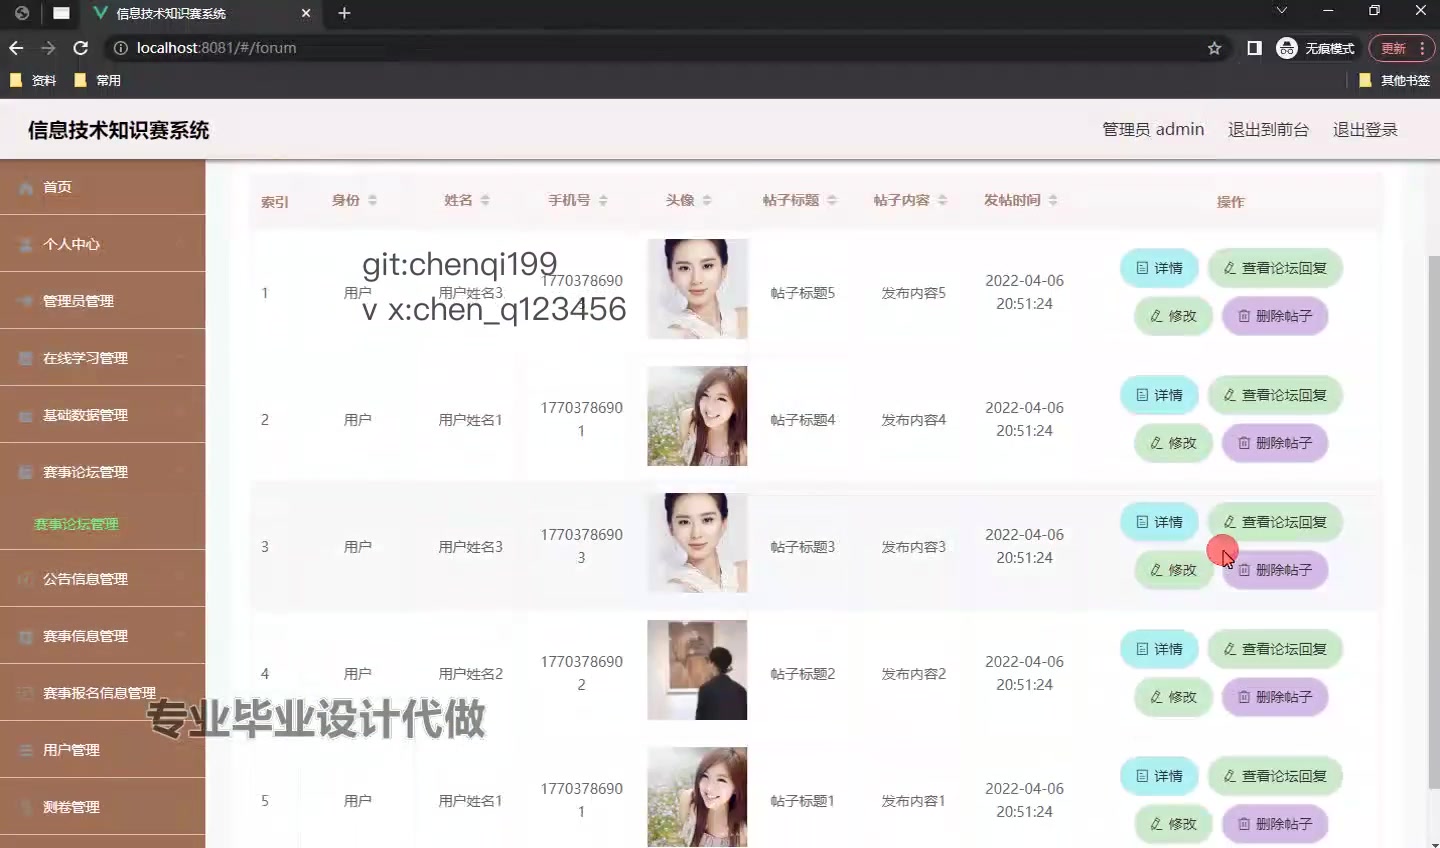 信息技术知识赛系统
localhost:8081/#/forum
无痕模式
更新
资料
常用
其他书签
信息技术知识赛系统
管理员 admin
退出到前台
退出登录
首页
个人中心
管理员管理
在线学习管理
基础数据管理
赛事论坛管理
赛事论坛管理
公告信息管理
赛事信息管理
赛事报名信息管理
用户管理
测卷管理
索引 身份 姓名 手机号 头像 帖子标题 帖子内容 发帖时间 操作
git:chenqi199
v x:chen_q123456
1 用户 用户姓名3 1770378690 帖子标题5 发布内容5 2022-04-06
20:51:24
详情 查看论坛回复
修改 删除帖子
2 用户 用户姓名1 1770378690
1 帖子标题4 发布内容4 2022-04-06
20:51:24
详情 查看论坛回复
修改 删除帖子
3 用户 用户姓名3 1770378690
3 帖子标题3 发布内容3 2022-04-06
20:51:24
详情 查看论坛回复
修改 删除帖子
4 用户 用户姓名2 1770378690
2 帖子标题2 发布内容2 2022-04-06
20:51:24
详情 查看论坛回复
修改 删除帖子
5 用户 用户姓名1 1770378690
1 帖子标题1 发布内容1 2022-04-06
20:51:24
详情 查看论坛回复
修改 删除帖子
专业毕业设计代做